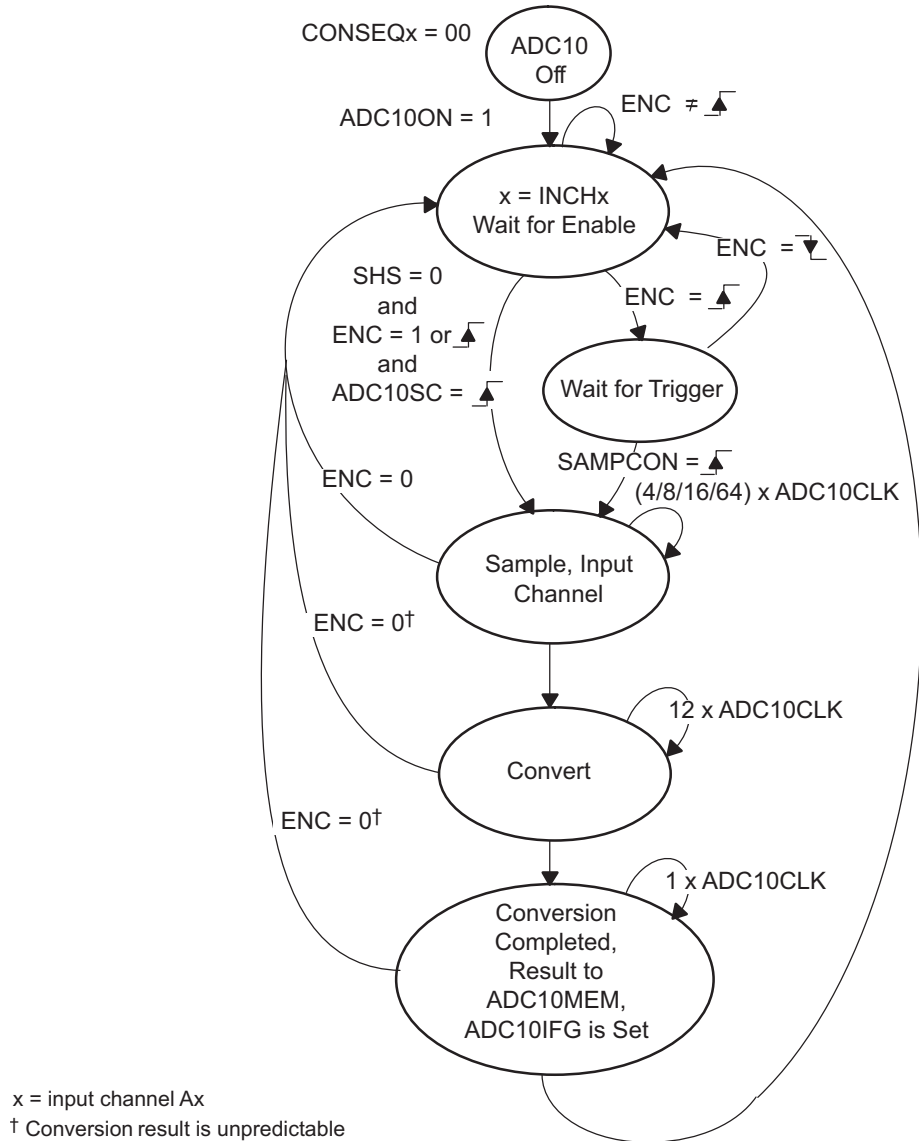 CONSEQx = 00
ADC10
Off
ADC10ON = 1
ENC ≠
x = INCHx
Wait for Enable
ENC =
SHS = 0
and
ENC = 1 or
and
ADC10SC =
ENC =
Wait for Trigger
SAMPCON =
(4/8/16/64) x ADC10CLK
ENC = 0
Sample, Input
Channel
ENC = 0†
12 x ADC10CLK
Convert
ENC = 0†
1 x ADC10CLK
Conversion
Completed,
Result to
ADC10MEM,
ADC10IFG is Set
x = input channel Ax
† Conversion result is unpredictable